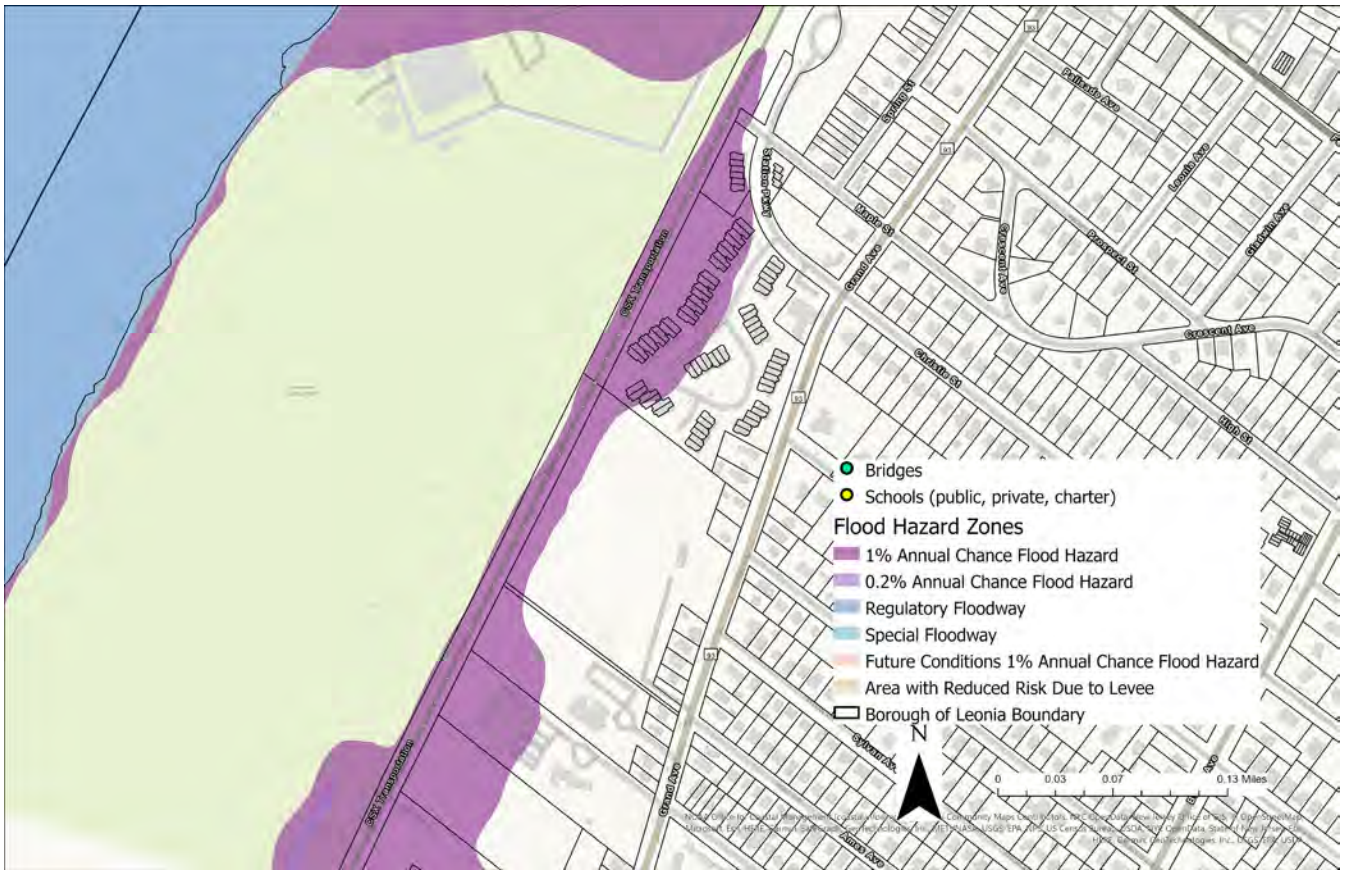 93
Palisade Ave
Spring St
Leonia Ave
93
Station Pkwy
Gladwin Ave
Maple St
Crescent Ave
Prospect St
CSX Transportation
Grand Ave
Crescent Ave
Christie St
93
High St
Bridges
Schools (public, private, charter)
Flood Hazard Zones
1% Annual Chance Flood Hazard
0.2% Annual Chance Flood Hazard
Regulatory Floodway
Special Floodway
Future Conditions 1% Annual Chance Flood Hazard
Area with Reduced Risk Due to Levee
Borough of Leonia Boundary
93
N
Sylvan Av
CSX Transportation
Grand Ave
Ave
0 0.03 0.07 0.13 Miles
Ames Ave